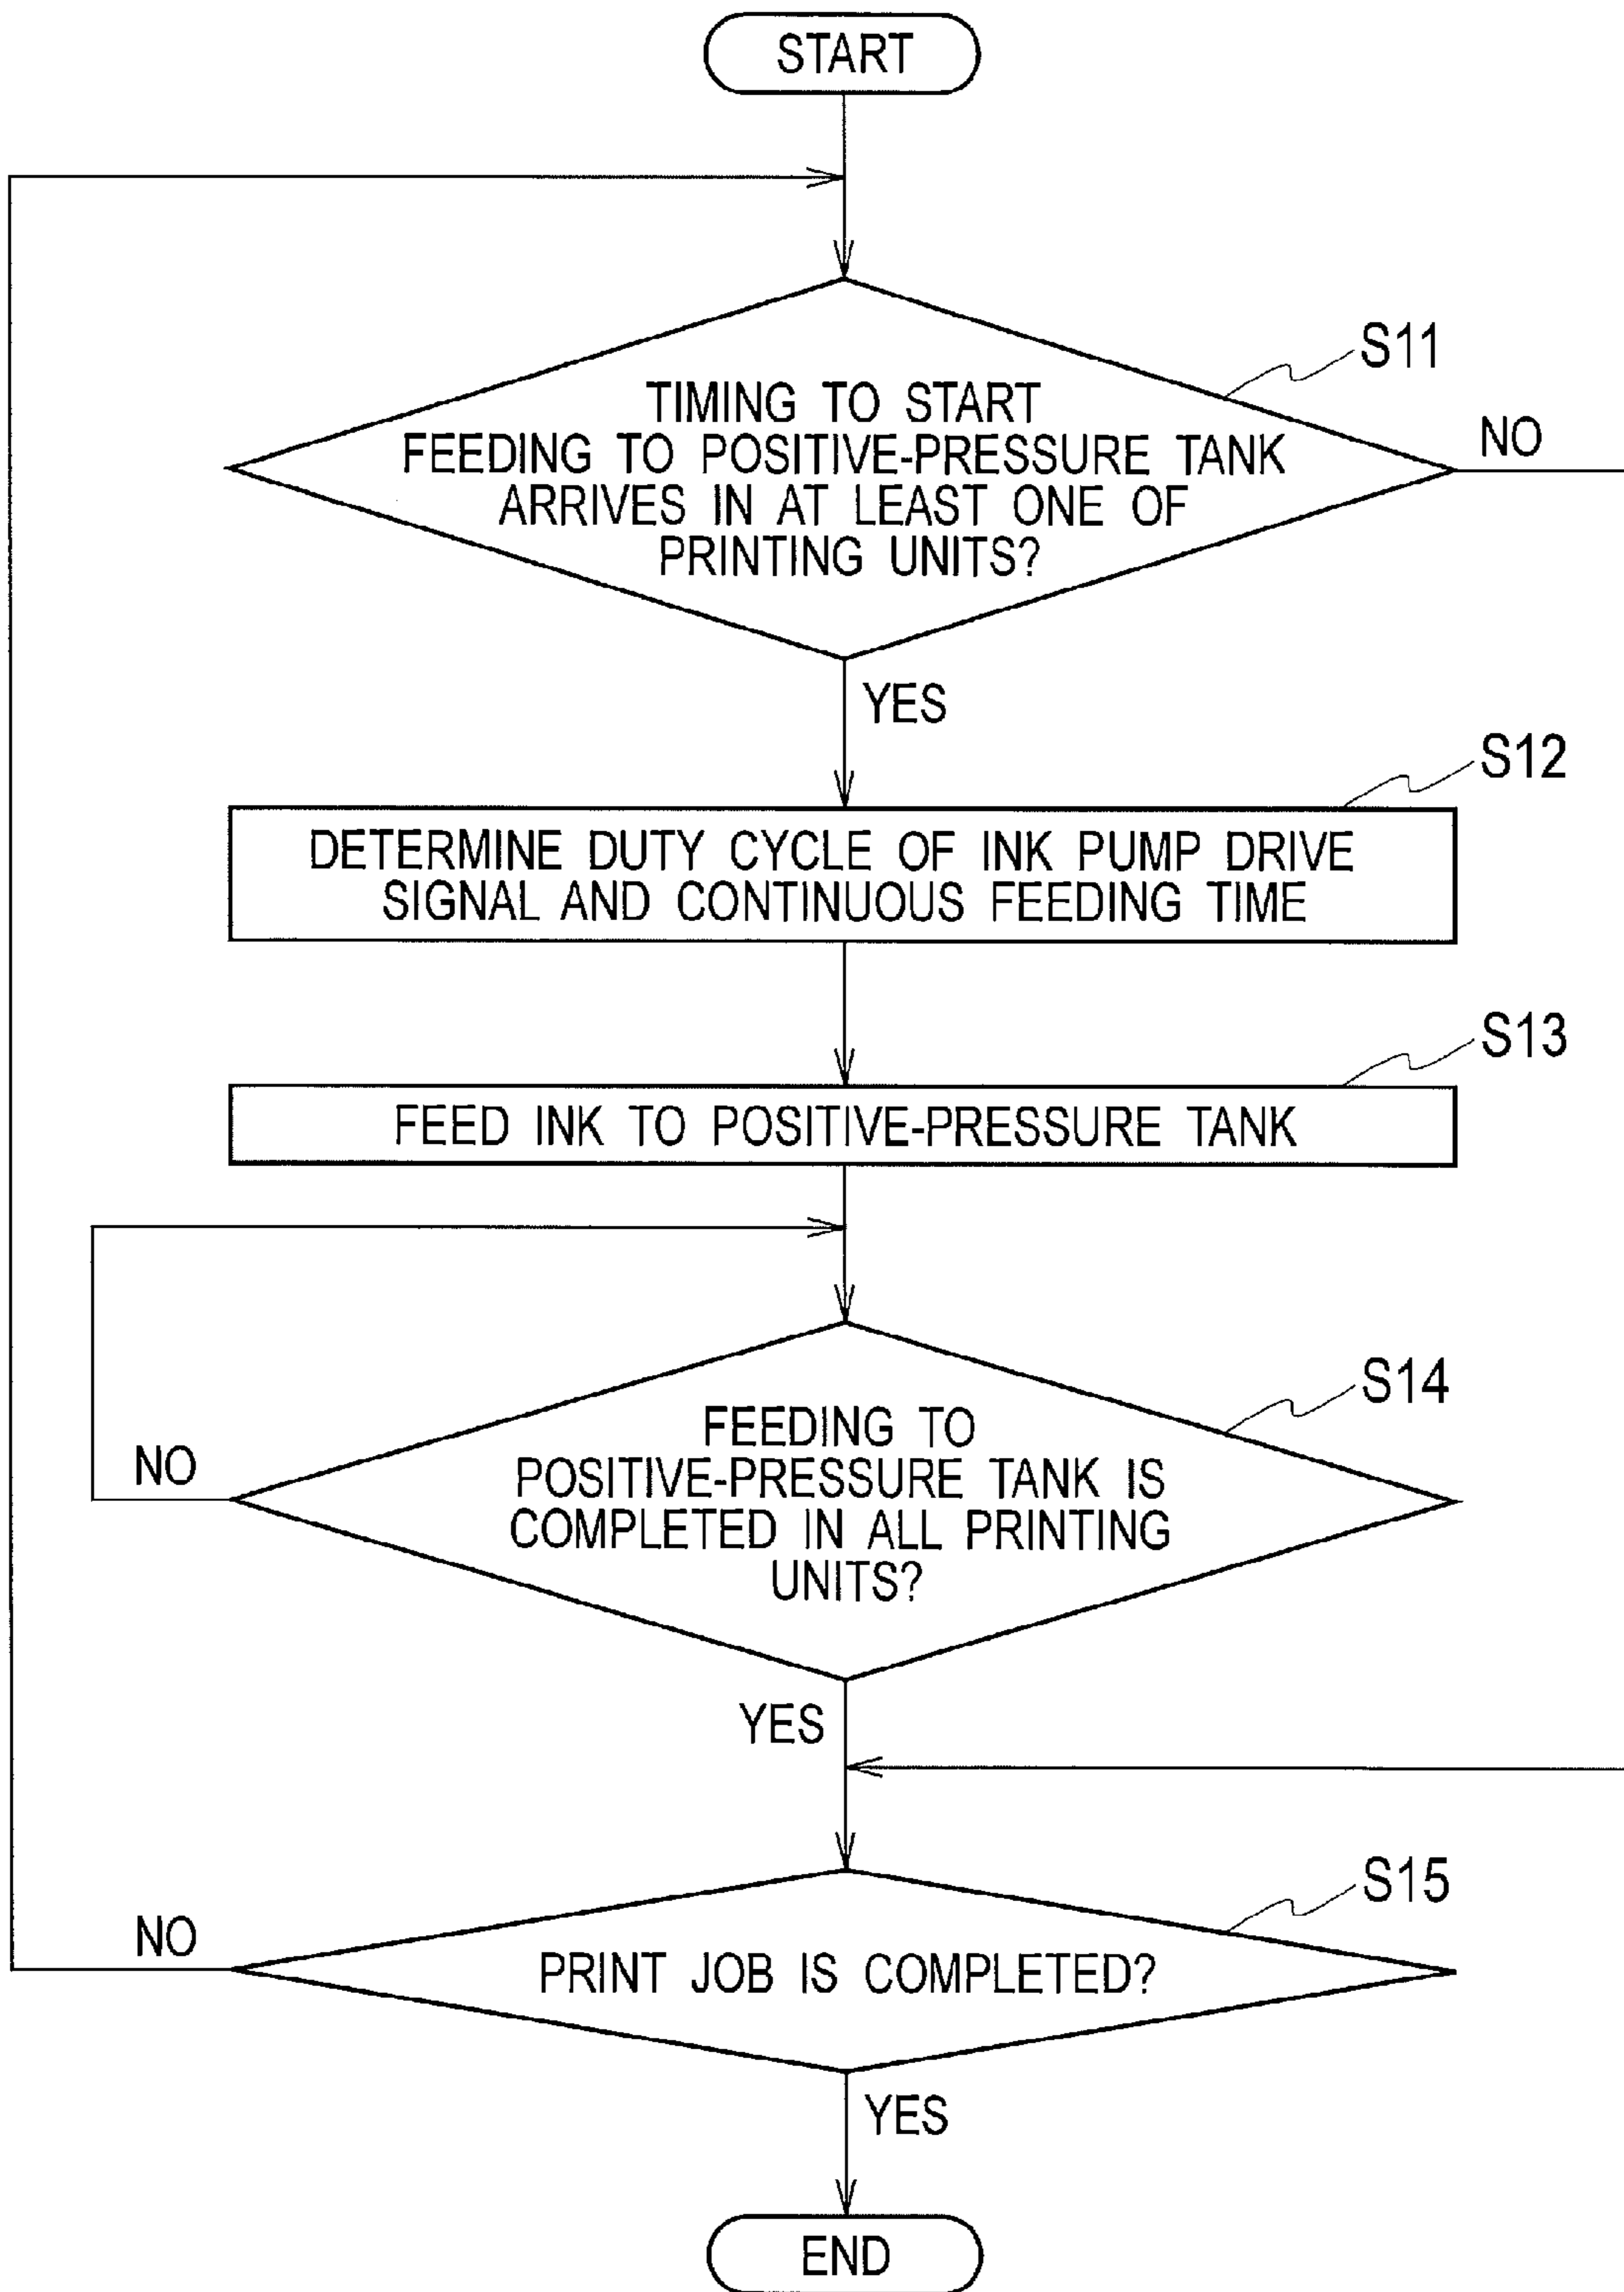 START
S11
TIMING TO START
FEEDING TO POSITIVE-PRESSURE TANK
ARRIVES IN AT LEAST ONE OF
PRINTING UNITS?
NO
YES
S12
DETERMINE DUTY CYCLE OF INK PUMP DRIVE
SIGNAL AND CONTINUOUS FEEDING TIME
S13
FEED INK TO POSITIVE-PRESSURE TANK
S14
FEEDING TO
POSITIVE-PRESSURE TANK IS
COMPLETED IN ALL PRINTING
UNITS?
NO
YES
S15
PRINT JOB IS COMPLETED?
NO
YES
END